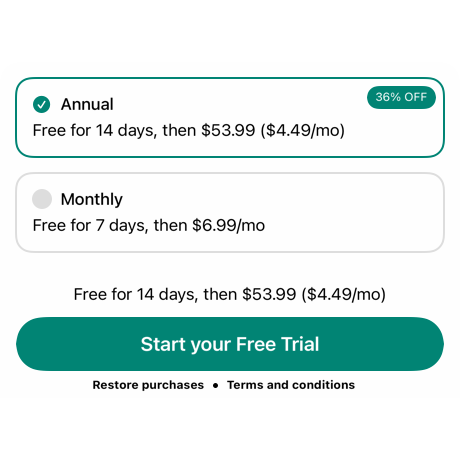 36% OFF
Annual
Free for 14 days, then $53.99 ($4.49/mo)
Monthly
Free for 7 days, then $6.99/mo
Free for 14 days, then $53.99 ($4.49/mo)
Start your Free Trial
Restore purchases • Terms and conditions